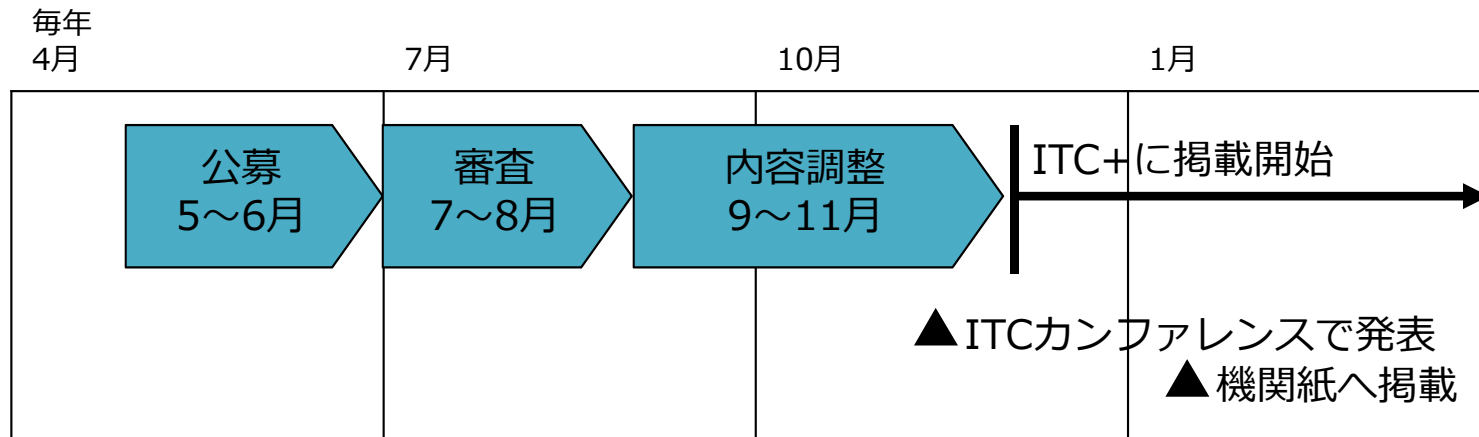 毎年
4月
7月
10月
1月
公募
5～6月
審査
7～8月
内容調整
9～11月
ITC+に掲載開始
▲ITCカンファレンスで発表
▲機関紙へ掲載